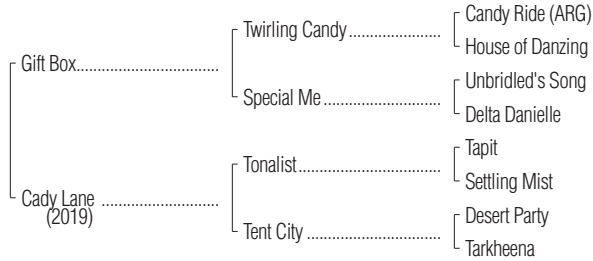 Candy Ride (ARG)
Twirling Candy
House of Danzing
Gift Box
Unbridled's Song
Special Me
Delta Danielle
Tapit
Tonalist
Settling Mist
Cady Lane
(2019)
Desert Party
Tent City
Tarkheena